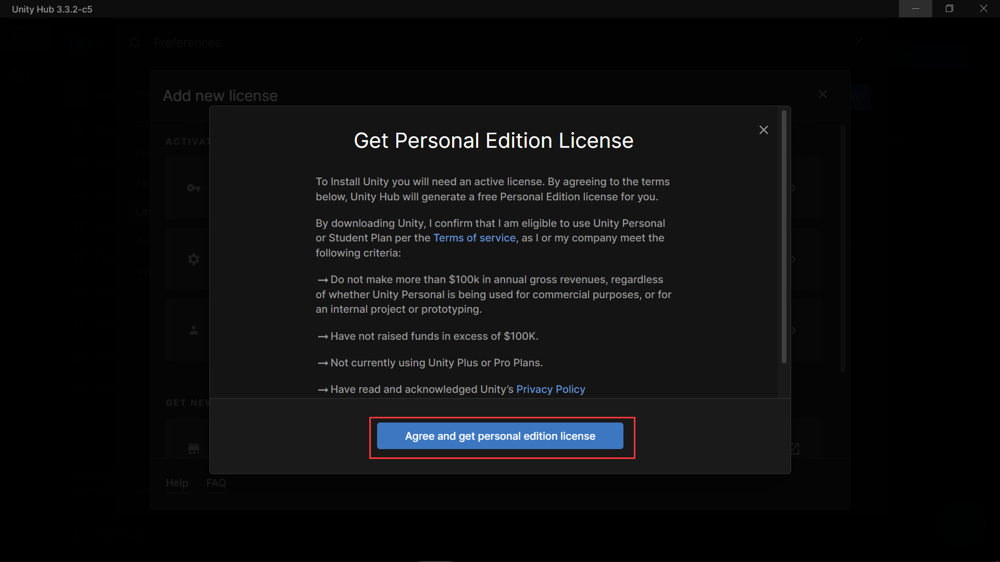 Unity Hub 3.3.2-c5
Preferences
Add new license
ACTIVAT
Get Personal Edition License
To Install Unity you will need an active license. By agreeing to the terms
below, Unity Hub will generate a free Personal Edition license for you.
By downloading Unity, I confirm that I am eligible to use Unity Personal
or Student Plan per the Terms of service, as I or my company meet the
following criteria:
→ Do not make more than $100k in annual gross revenues, regardless
of whether Unity Personal is being used for commercial purposes, or for
an internal project or prototyping.
→ Have not raised funds in excess of $100K.
→ Not currently using Unity Plus or Pro Plans.
→ Have read and acknowledged Unity’s Privacy Policy
GET NEW
Agree and get personal edition license
Help FAQ